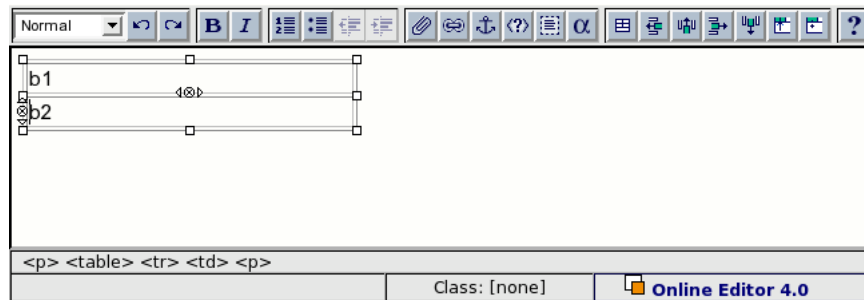 Normal B I α ?
b1
b2
<p> <table> <tr> <td> <p>
Class: [none] Online Editor 4.0